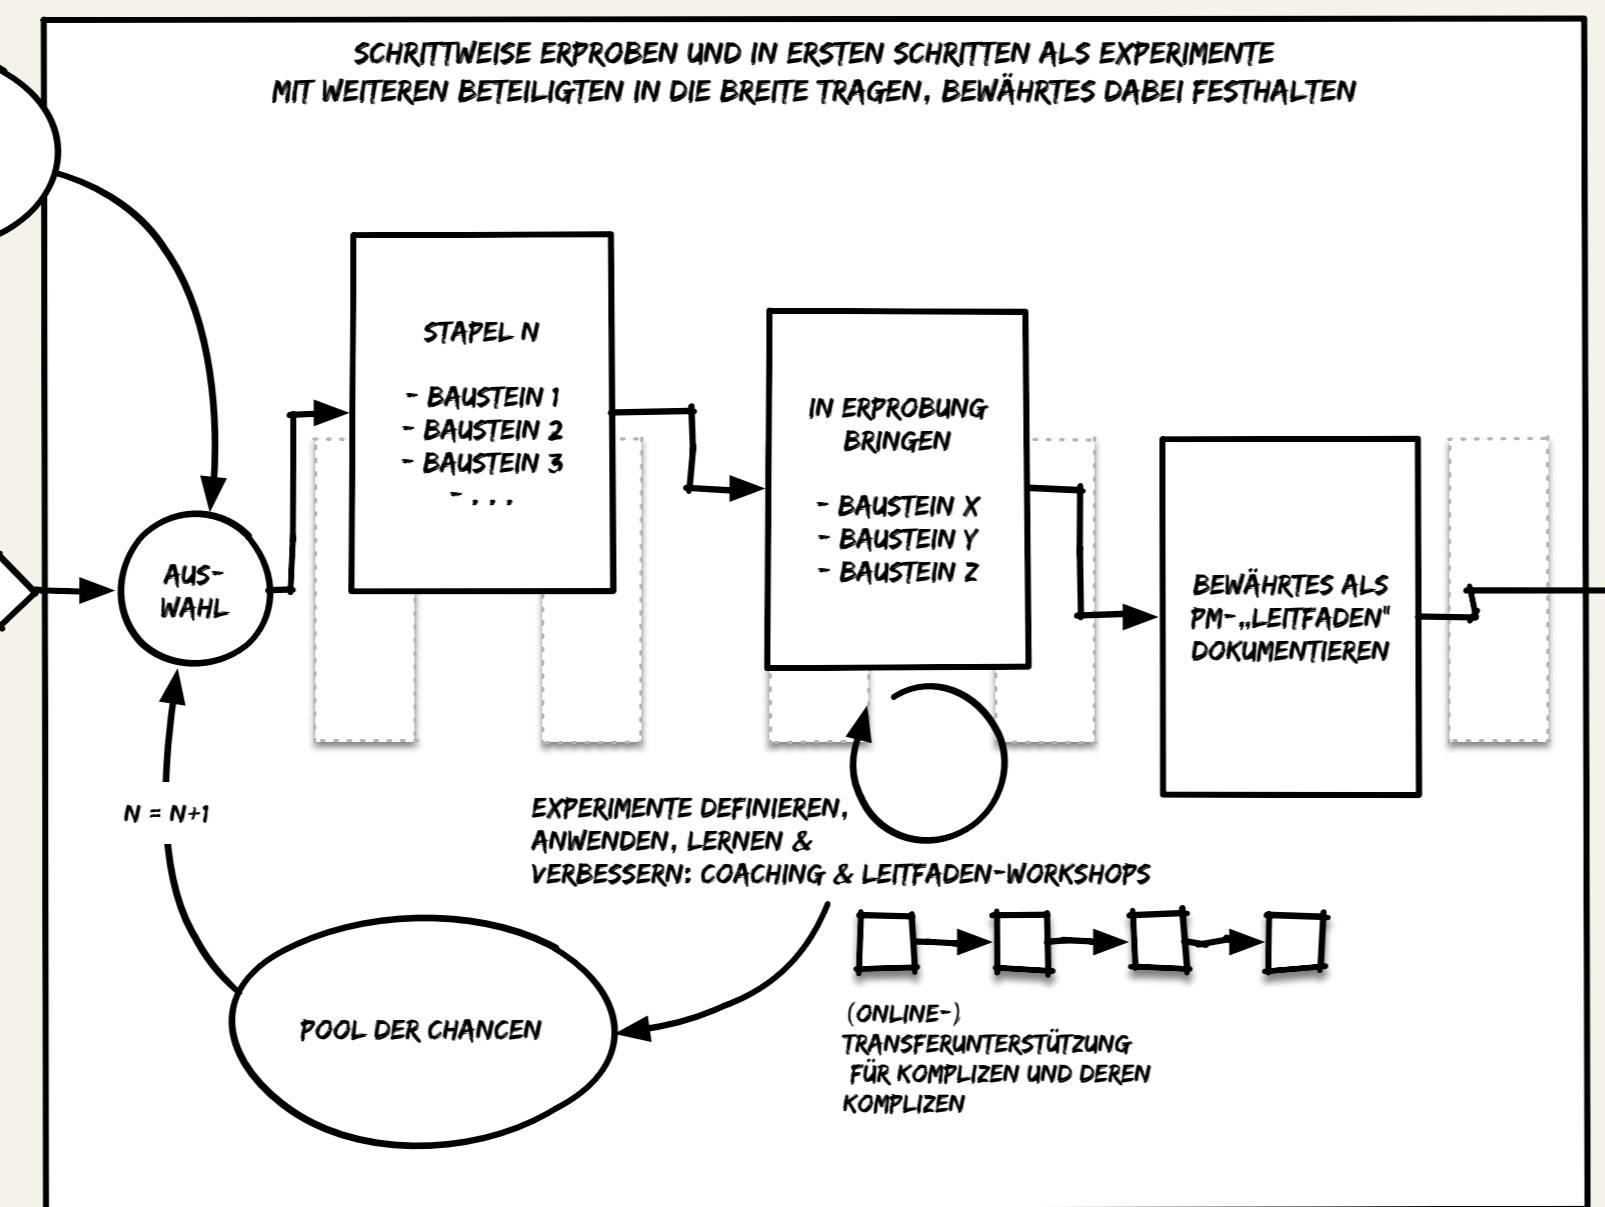 SCHRITTWEISE ERPROBEN UND IN ERSTEN SCHRITTEN ALS EXPERIMENTE
MIT WEITEREN BETEILIGTEN IN DIE BREITE TRAGEN, BEWÄHRTES DABEI FESTHALTEN
STAPEL N
- BAUSTEIN 1
- BAUSTEIN 2
- BAUSTEIN 3
- . . .
IN ERPROBUNG
BRINGEN
- BAUSTEIN X
- BAUSTEIN Y
- BAUSTEIN Z
AUS-
WAHL
BEWÄHRTES ALS
PM-„LEITFADEN"
DOKUMENTIEREN
N = N+1
EXPERIMENTE DEFINIEREN,
ANWENDEN, LERNEN &
VERBESSERN: COACHING & LEITFADEN-WORKSHOPS
POOL DER CHANCEN
(ONLINE-)
TRANSFERUNTERSTÜTZUNG
FÜR KOMPLIZEN UND DEREN
KOMPLIZEN